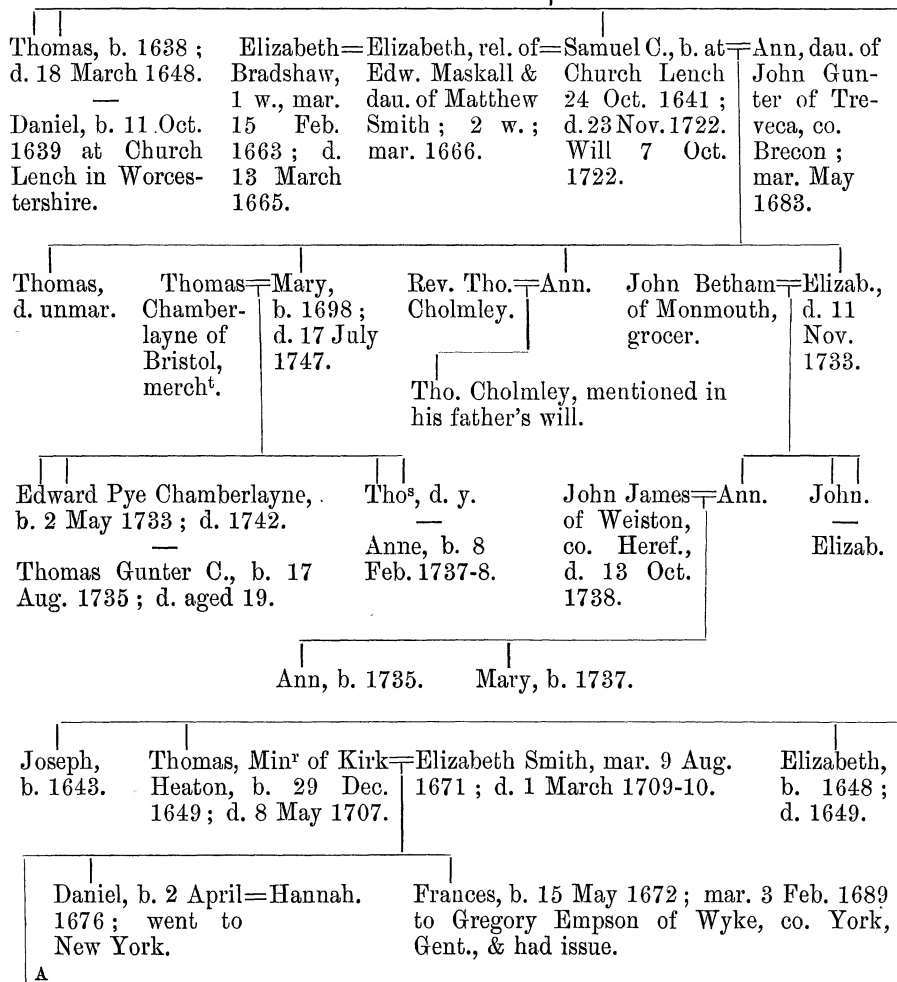 Thomas, b. 1638 ;
d. 18 March 1648.
—
Daniel, b. 11 Oct.
1639 at Church
Lench in Worces-
tershire.
Elizabeth=
Bradshaw,
1 w., mar.
15 Feb.
1663 ; d.
13 March
1665.
Elizabeth, rel. of=
Edw. Maskall &
dau. of Matthew
Smith ; 2 w. ;
mar. 1666.
Samuel C., b. at=
Church Lench
24 Oct. 1641 ;
d. 23 Nov. 1722.
Will 7 Oct.
1722.
Ann, dau. of
John Gun-
ter of Tre-
veca, co.
Brecon ;
mar. May
1683.
Thomas,
d. unmar.
Thomas=
Chamber-
layne of
Bristol,
mercht.
Mary,
b. 1698 ;
d. 17 July
1747.
Rev. Tho.=
Cholmley.
Ann.
Tho. Cholmley, mentioned in
his father's will.
John Betham=
of Monmouth,
grocer.
Elizab.,
d. 11
Nov.
1733.
Edward Pye Chamberlayne,
b. 2 May 1733 ; d. 1742.
—
Thomas Gunter C., b. 17
Aug. 1735 ; d. aged 19.
Thos, d. y.
—
Anne, b. 8
Feb. 1737-8.
John James=
of Weiston,
co. Heref.,
d. 13 Oct.
1738.
Ann.
John.
—
Elizab.
Ann, b. 1735.
Mary, b. 1737.
Joseph,
b. 1643.
Thomas, Minr of Kirk=
Heaton, b. 29 Dec.
1649 ; d. 8 May 1707.
Elizabeth Smith, mar. 9 Aug.
1671 ; d. 1 March 1709-10.
Elizabeth,
b. 1648 ;
d. 1649.
Daniel, b. 2 April=Hannah.
1676 ; went to
New York.
Frances, b. 15 May 1672 ; mar. 3 Feb. 1689
to Gregory Empson of Wyke, co. York,
Gent., & had issue.
A